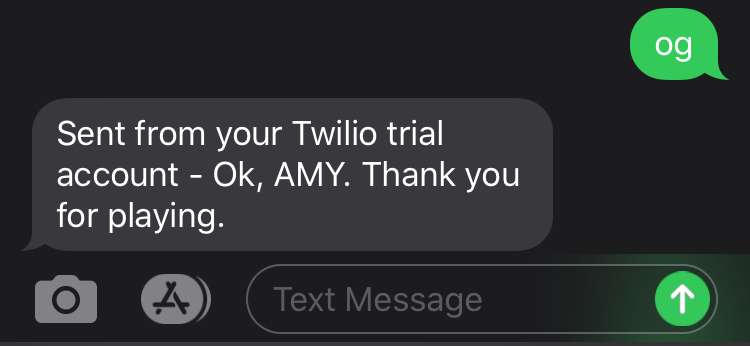 og
Sent from your Twilio trial
account - Ok, AMY. Thank you
for playing.
Text Message